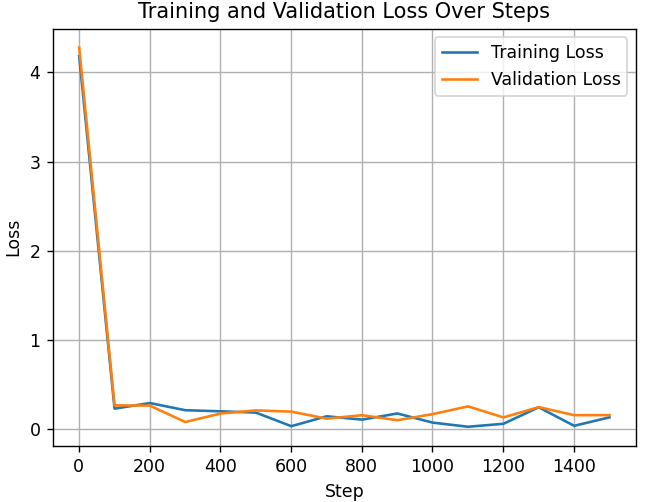 Training and Validation Loss Over Steps
Training Loss
Validation Loss
Loss
4
3
2
1
0
0 200 400 600 800 1000 1200 1400
Step